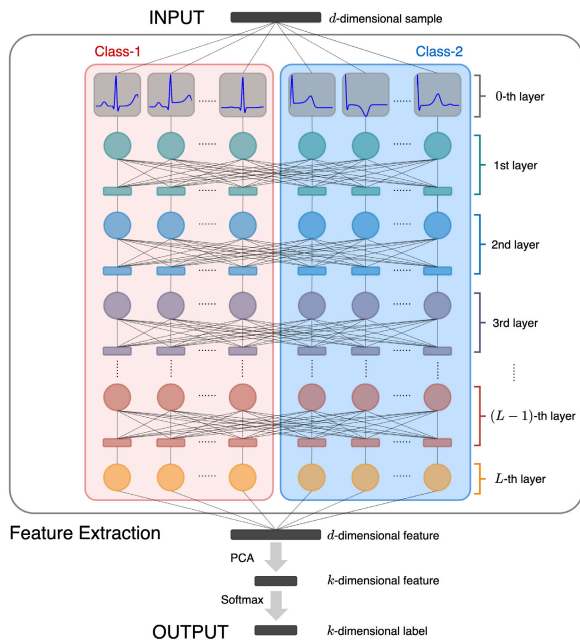 INPUT
d-dimensional sample
Class-1
Class-2
......
......
0-th layer
......
......
1st layer
......
......
......
......
2nd layer
......
......
......
......
3rd layer
......
......
......
......
(L − 1)-th layer
......
......
......
......
L-th layer
Feature Extraction
d-dimensional feature
PCA
k-dimensional feature
Softmax
OUTPUT
k-dimensional label